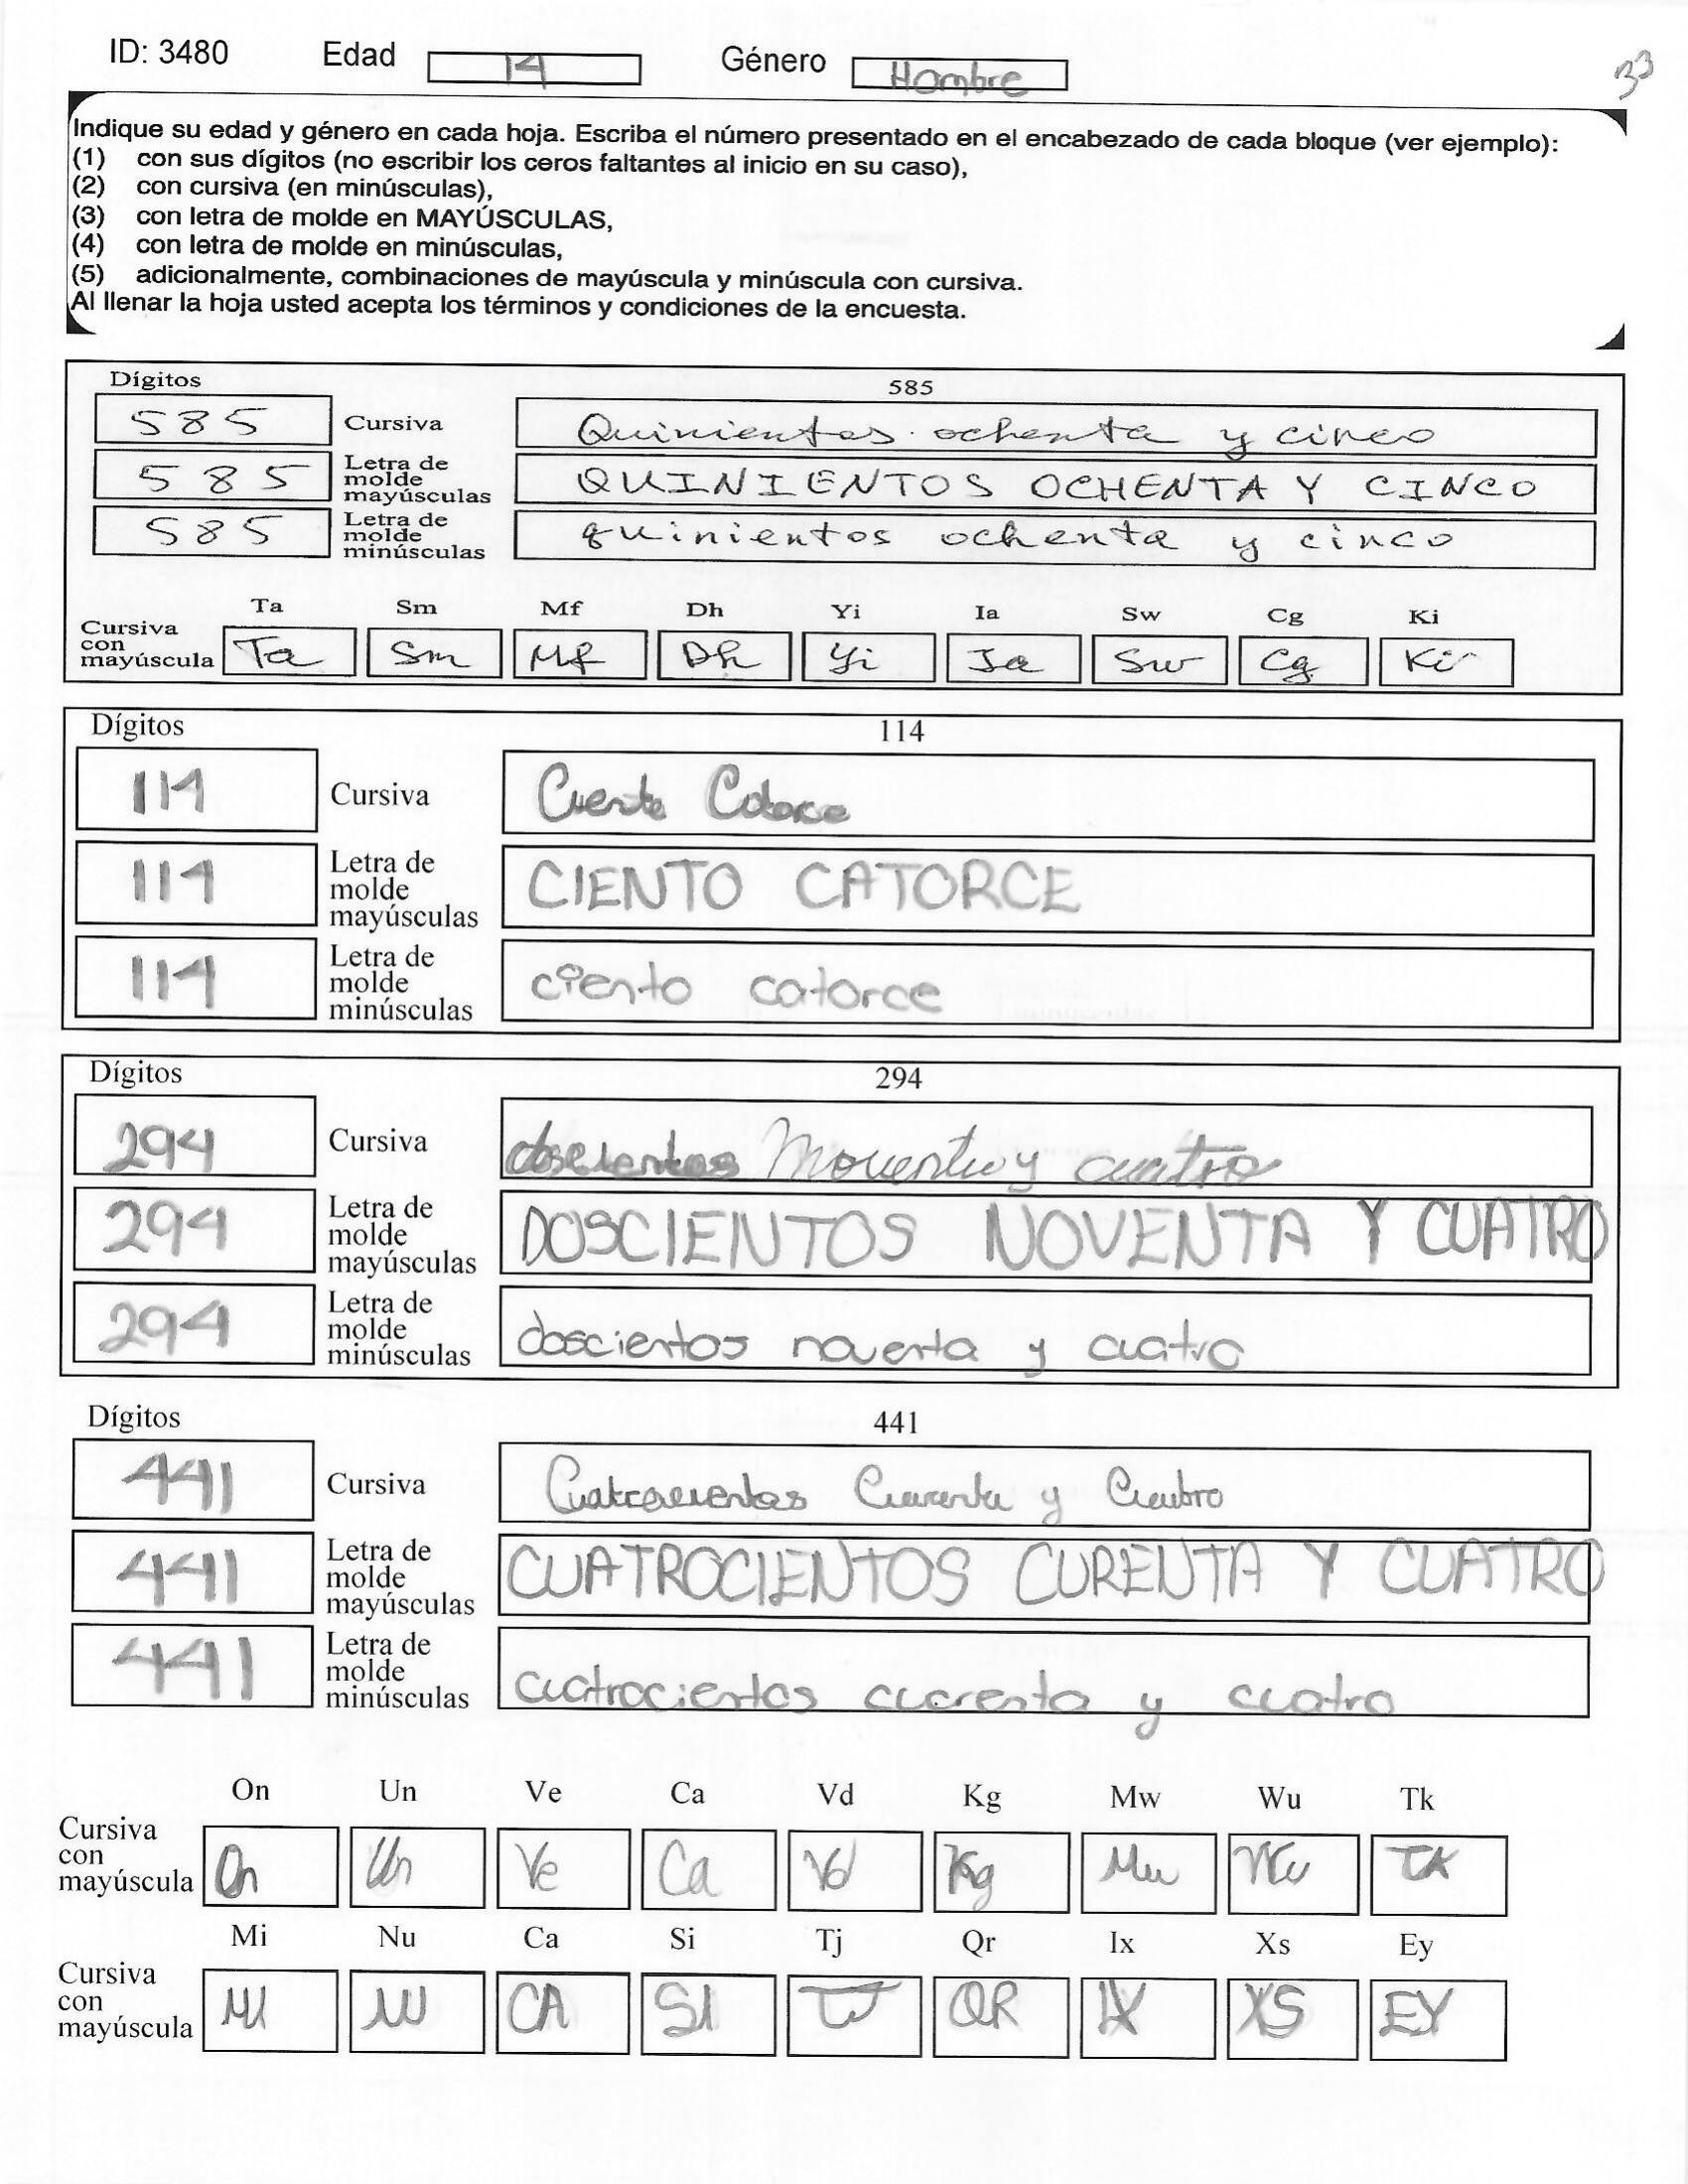 ID: 3480 Edad 14 Género Hombre 33
Indique su edad y género en cada hoja. Escriba el número presentado en el encabezado de cada bloque (ver ejemplo):
(1) con sus dígitos (no escribir los ceros faltantes al inicio en su caso),
(2) con cursiva (en minúsculas),
(3) con letra de molde en MAYÚSCULAS,
(4) con letra de molde en minúsculas,
(5) adicionalmente, combinaciones de mayúscula y minúscula con cursiva.
Al llenar la hoja usted acepta los términos y condiciones de la encuesta.
Dígitos 585
585 Cursiva Quinientos ochenta y cinco
585 Letra de molde mayúsculas QUINIENTOS OCHENTA Y CINCO
585 Letra de molde minúsculas quinientos ochenta y cinco
Ta Sm Mf Dh Yi Ia Sw Cg Ki
Cursiva con mayúscula Ta Sm Mf Dh Yi Ia Sw Cg Ki
Dígitos 114
114 Cursiva Ciento Catorce
114 Letra de molde mayúsculas CIENTO CATORCE
114 Letra de molde minúsculas ciento catorce
Dígitos 294
294 Cursiva doscientos Noventa y cuatro
294 Letra de molde mayúsculas DOSCIENTOS NOVENTA Y CUATRO
294 Letra de molde minúsculas doscientos noventa y cuatro
Dígitos 441
441 Cursiva Cuatrocientos Cuarenta y Cuatro
441 Letra de molde mayúsculas CUATROCIENTOS CURENTA Y CUATRO
441 Letra de molde minúsculas cuatrocientos cuarenta y cuatro
On Un Ve Ca Vd Kg Mw Wu Tk
Cursiva con mayúscula On Un Ve Ca Vd Kg Mw Wu TK
Mi Nu Ca Si Tj Qr Ix Xs Ey
Cursiva con mayúscula MI NU CA SI TJ QR IX XS EY